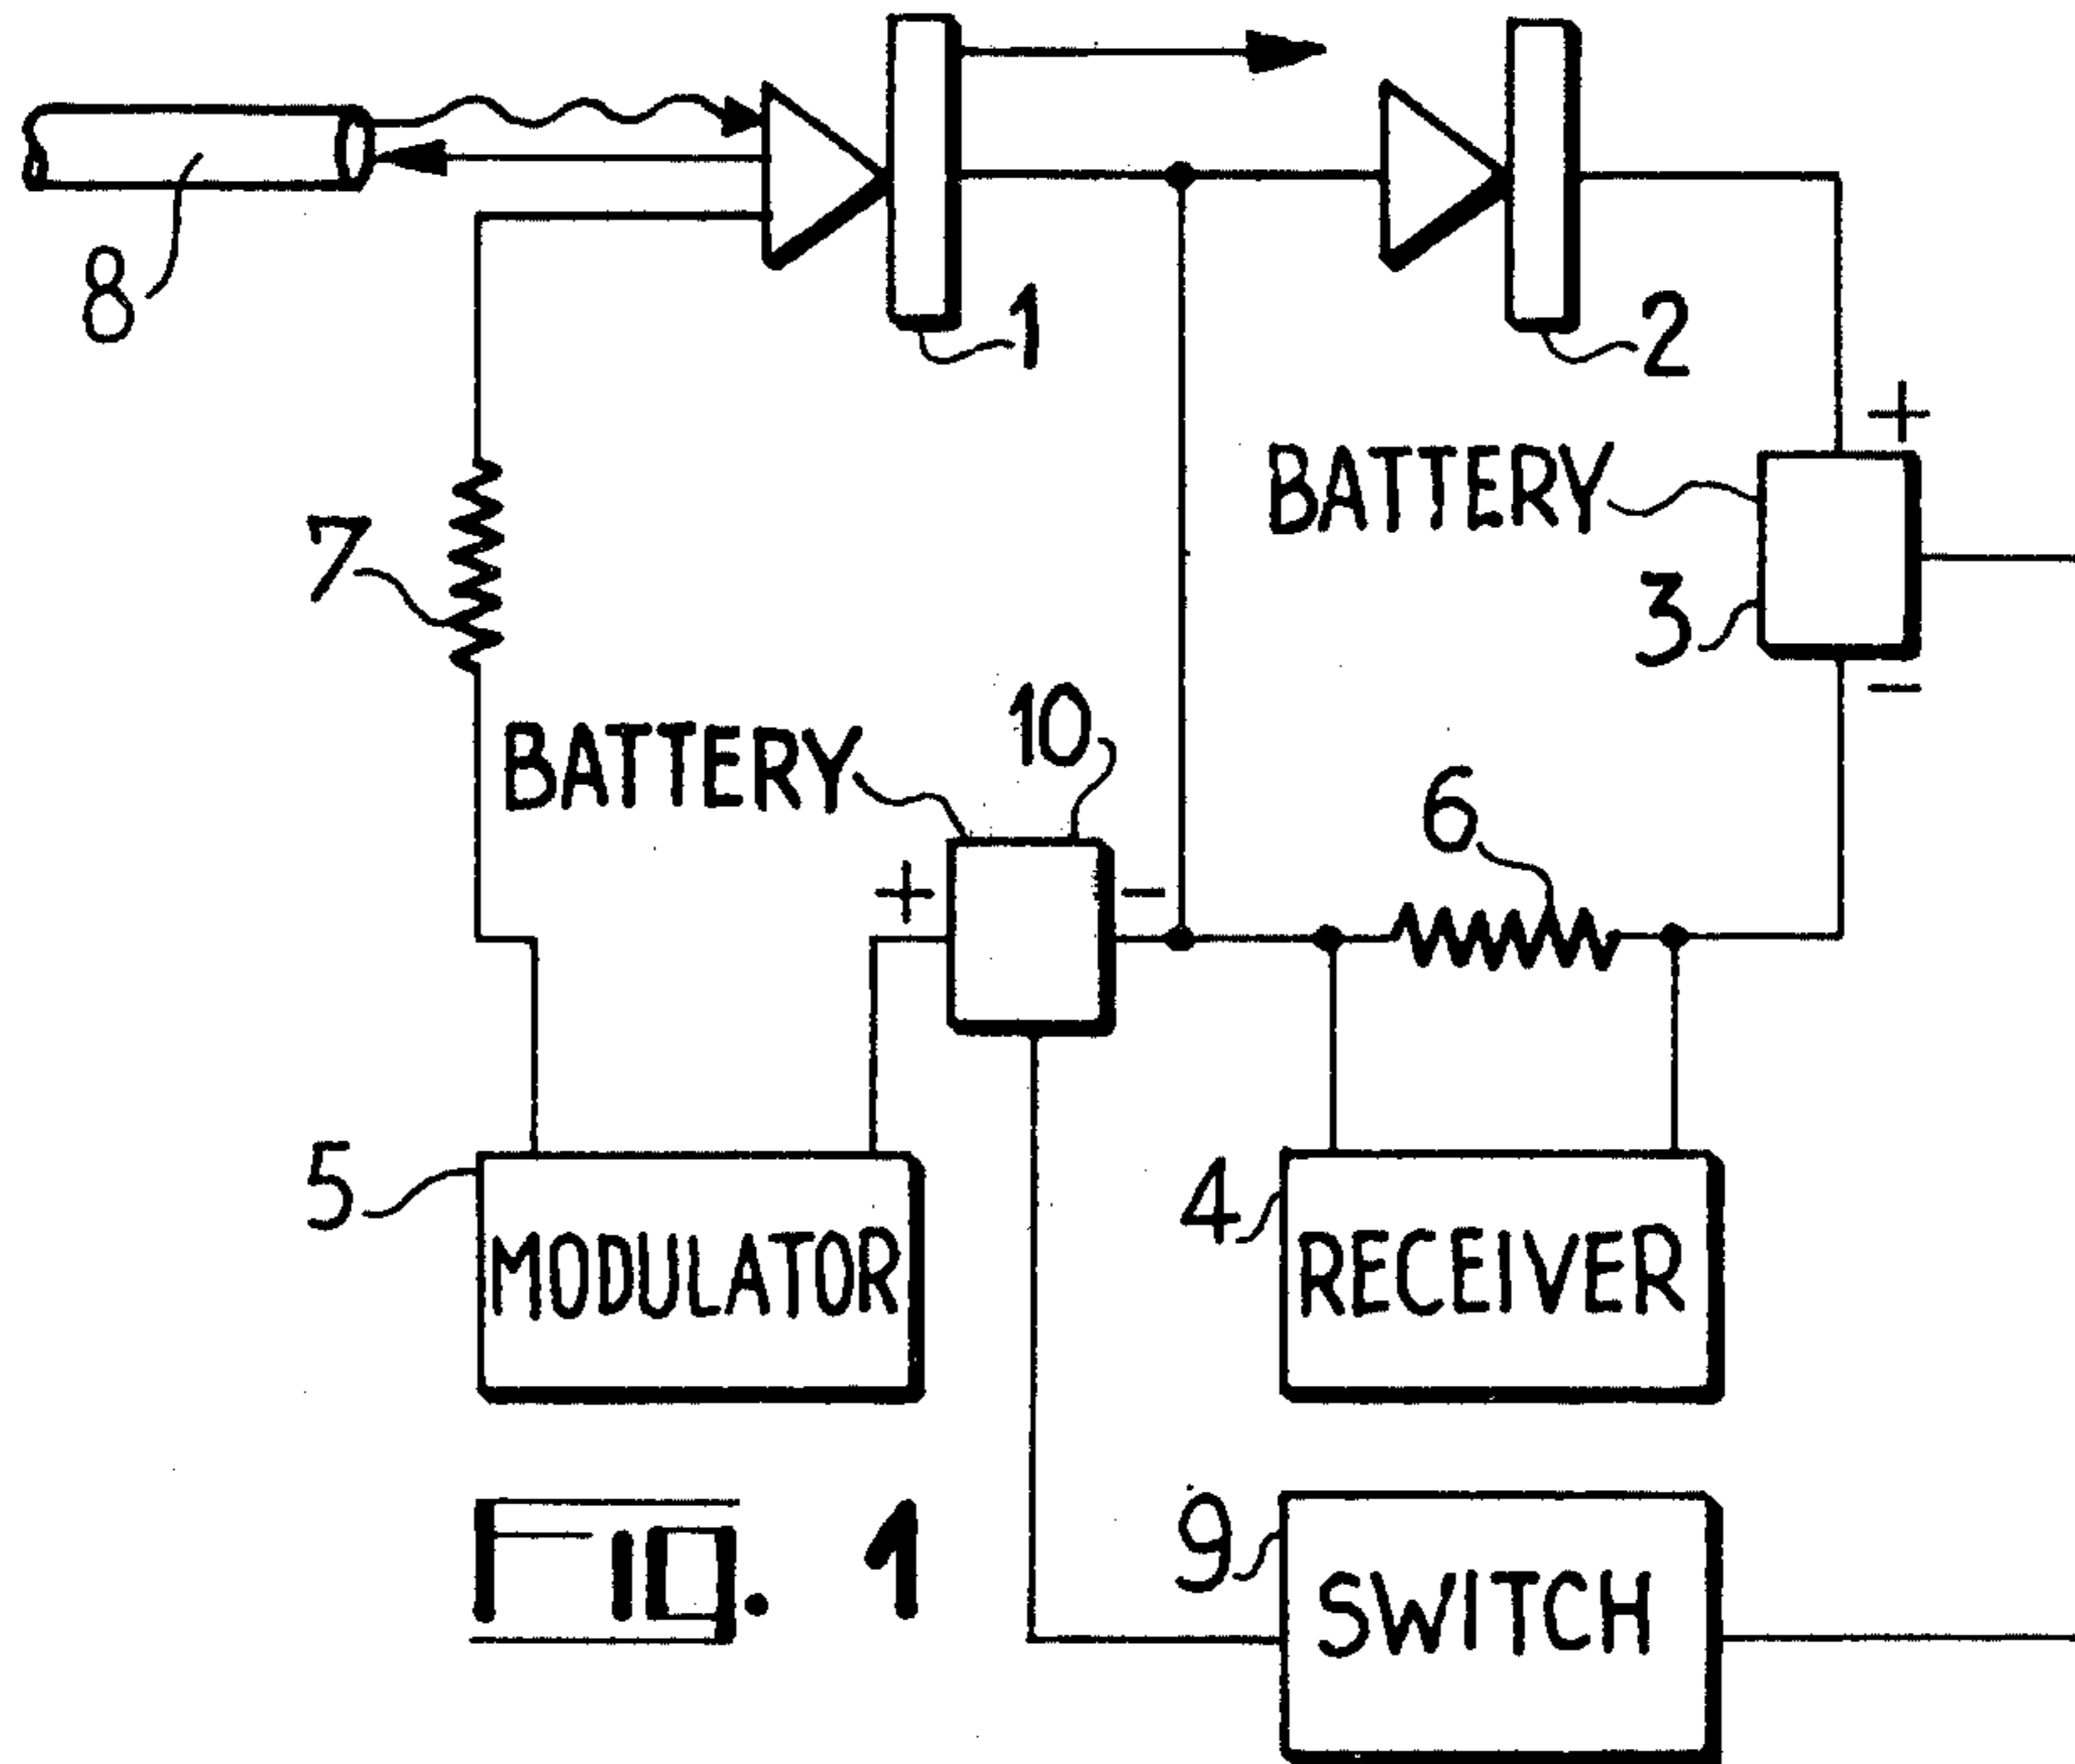 8
1
2
+
BATTERY
7
3
-
BATTERY
10
6
+
-
5
MODULATOR
4
RECEIVER
FIG. 1
9
SWITCH